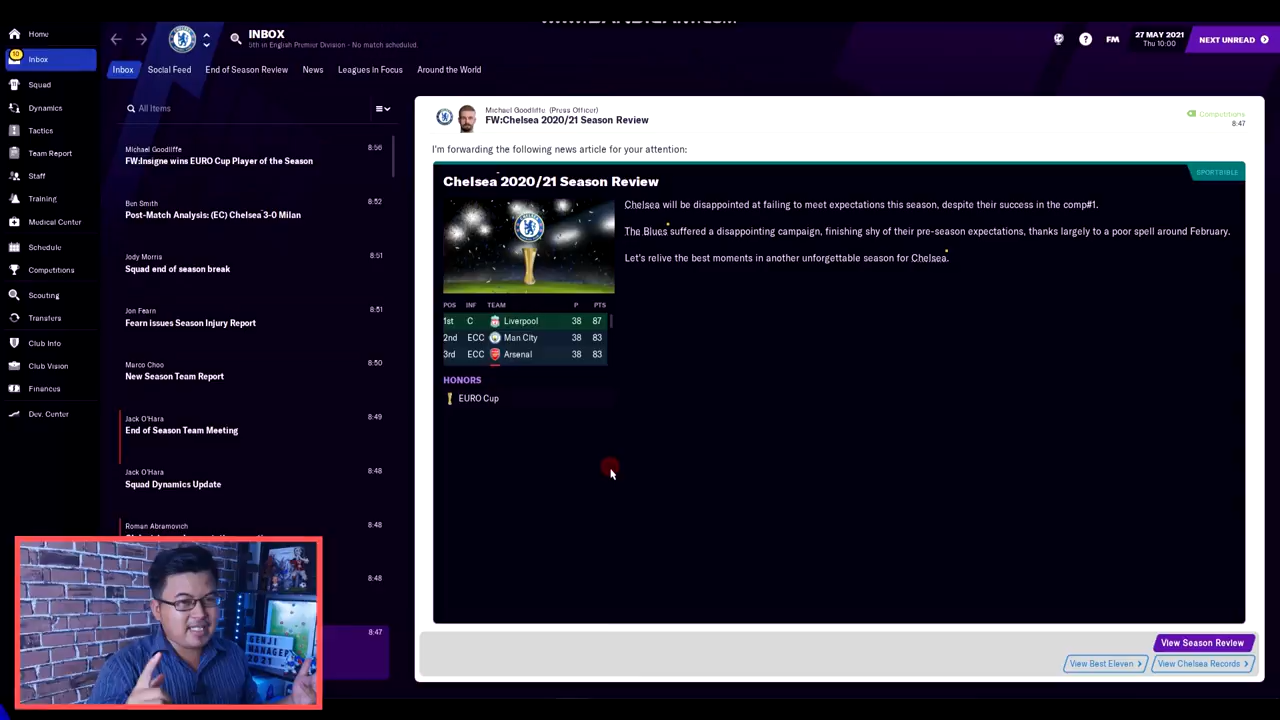 Home
Inbox
10
Squad
Dynamics
Tactics
Team Report
Staff
Training
Medical Center
Schedule
Competitions
Scouting
Transfers
Club Info
Club Vision
Finances
Dev. Center
INBOX
5th in English Premier Division - No match scheduled.
FM
27 MAY 2021
Thu 10:00
NEXT UNREAD
Inbox
Social Feed
End of Season Review
News
Leagues in Focus
Around the World
All Items
Michael Goodliffe 8:56
FW:Insigne wins EURO Cup Player of the Season
Ben Smith 8:52
Post-Match Analysis: (EC) Chelsea 3-0 Milan
Jody Morris 8:51
Squad end of season break
Jon Fearn 8:51
Fearn issues Season Injury Report
Marco Choo 8:50
New Season Team Report
Jack O'Hara 8:49
End of Season Team Meeting
Jack O'Hara 8:48
Squad Dynamics Update
Roman Abramovich 8:48
8:48
8:47
Michael Goodliffe (Press Officer)
FW:Chelsea 2020/21 Season Review
Competitions
8:47
I'm forwarding the following news article for your attention:
SPORTBIBLE
Chelsea 2020/21 Season Review
Chelsea will be disappointed at failing to meet expectations this season, despite their success in the comp#1.
The Blues suffered a disappointing campaign, finishing shy of their pre-season expectations, thanks largely to a poor spell around February.
Let's relive the best moments in another unforgettable season for Chelsea.
POS INF TEAM P PTS
1st C Liverpool 38 87
2nd ECC Man City 38 83
3rd ECC Arsenal 38 83
HONORS
EURO Cup
View Season Review
View Best Eleven
View Chelsea Records
BENJI
MANAGER
2021